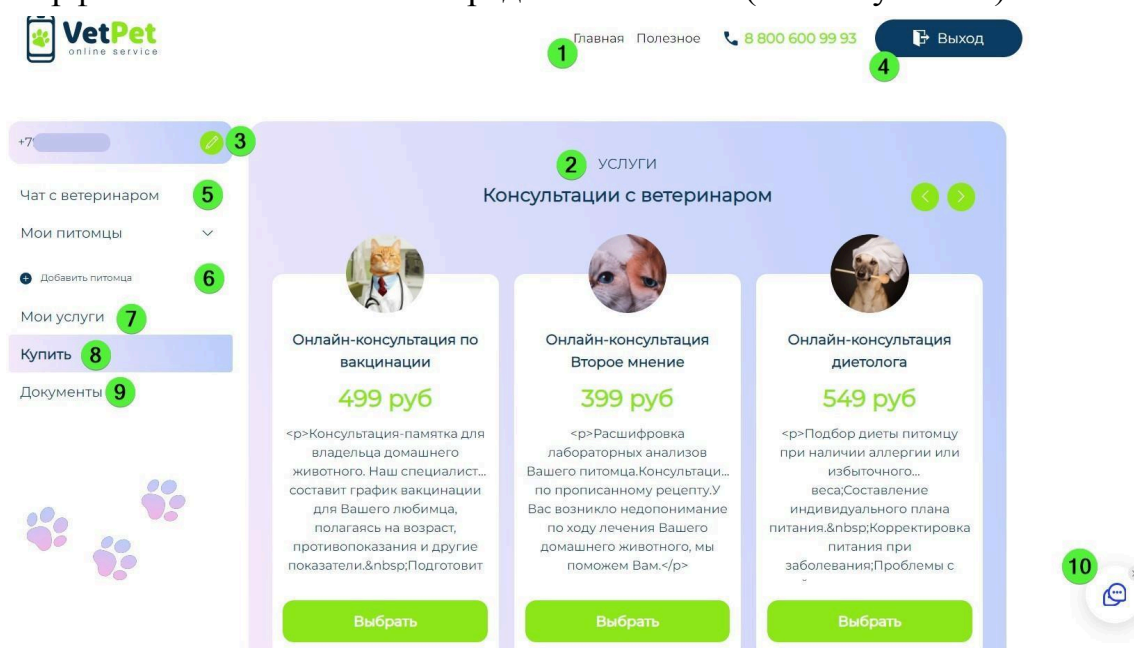 VetPet
online service
1
Главная Полезное
8 800 600 99 93
Выход
4
+7
3
Чат с ветеринаром
5
Мои питомцы
Добавить питомца
6
Мои услуги
7
Купить
8
Документы
9
2
УСЛУГИ
Консультации с ветеринаром
Онлайн-консультация по
вакцинации
499 руб
<p>Консультация-памятка для
владельца домашнего
животного. Наш специалист...
составит график вакцинации
для Вашего любимца,
полагаясь на возраст,
противопоказания и другие
показатели.&nbsp;Подготовит
Выбрать
Онлайн-консультация
Второе мнение
399 руб
<p>Расшифровка
лабораторных анализов
Вашего питомца.Консультаци...
по прописанному рецепту.У
Вас возникло недопонимание
по ходу лечения Вашего
домашнего животного, мы
поможем Вам.</p>
Выбрать
Онлайн-консультация
диетолога
549 руб
<p>Подбор диеты питомцу
при наличии аллергии или
избыточного...
веса;Составление
индивидуального плана
питания.&nbsp;Корректировка
питания при
заболевания;Проблемы с
Выбрать
10